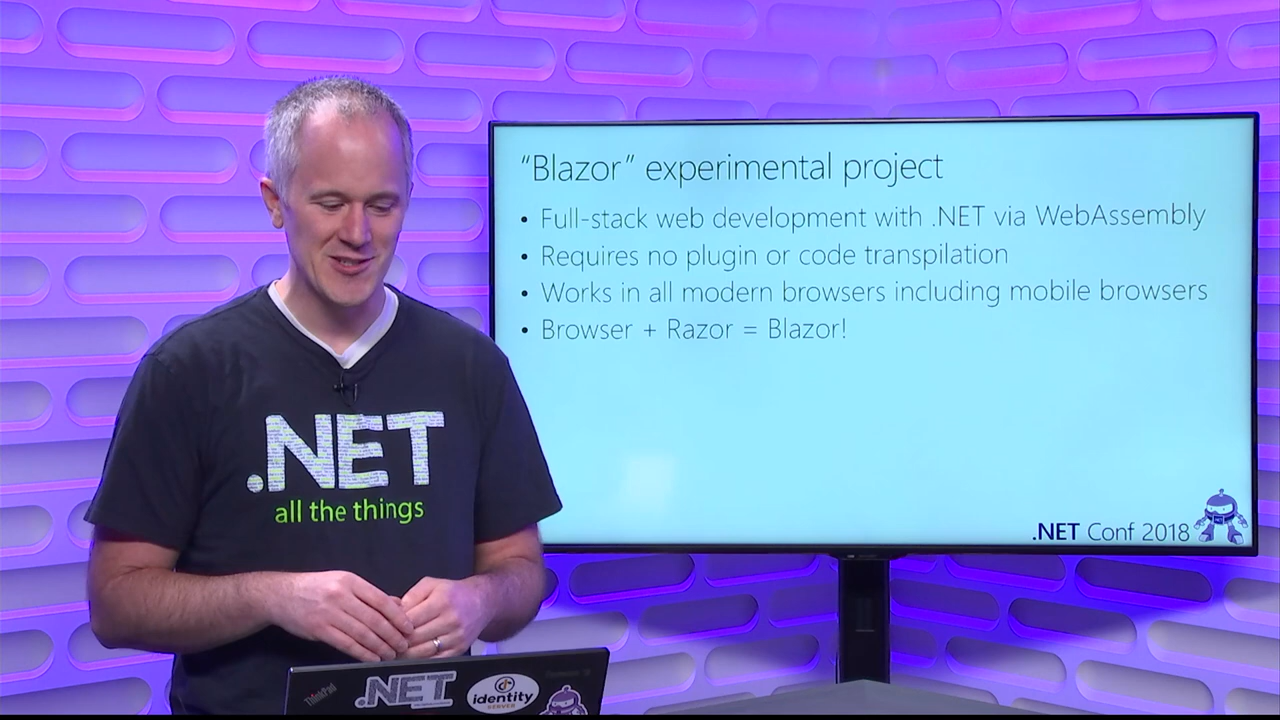 “Blazor” experimental project
• Full-stack web development with .NET via WebAssembly
• Requires no plugin or code transpilation
• Works in all modern browsers including mobile browsers
• Browser + Razor = Blazor!
.NET Conf 2018
.NET
all the things
ThinkPad
.NET
identity
SERVER